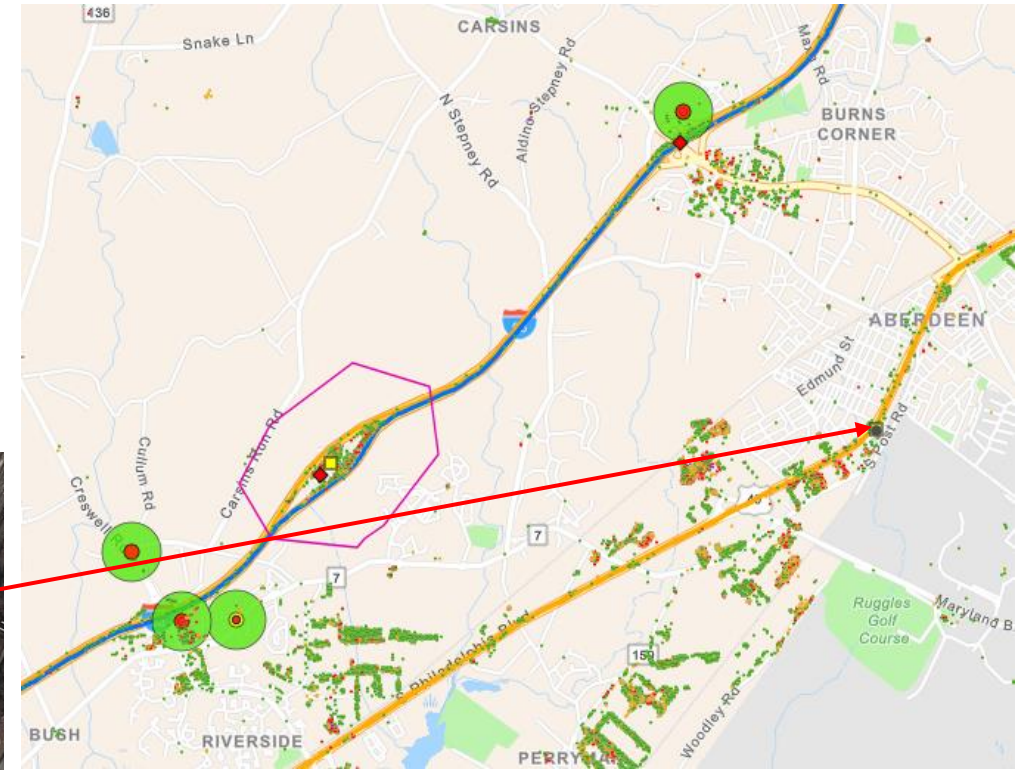 436
Snake Ln
CARSINS
N Stepney Rd
Aldino Stepney Rd
Rd
BURNS
CORNER
ABERDEEN
Edmund St
S Post Rd
Carsins Run Rd
Cullum Rd
Creswell
7
7
40
159
S Philadelphia Blvd
Woodley Rd
Ruggles
Golf
Course
Maryland B
BUSH
RIVERSIDE